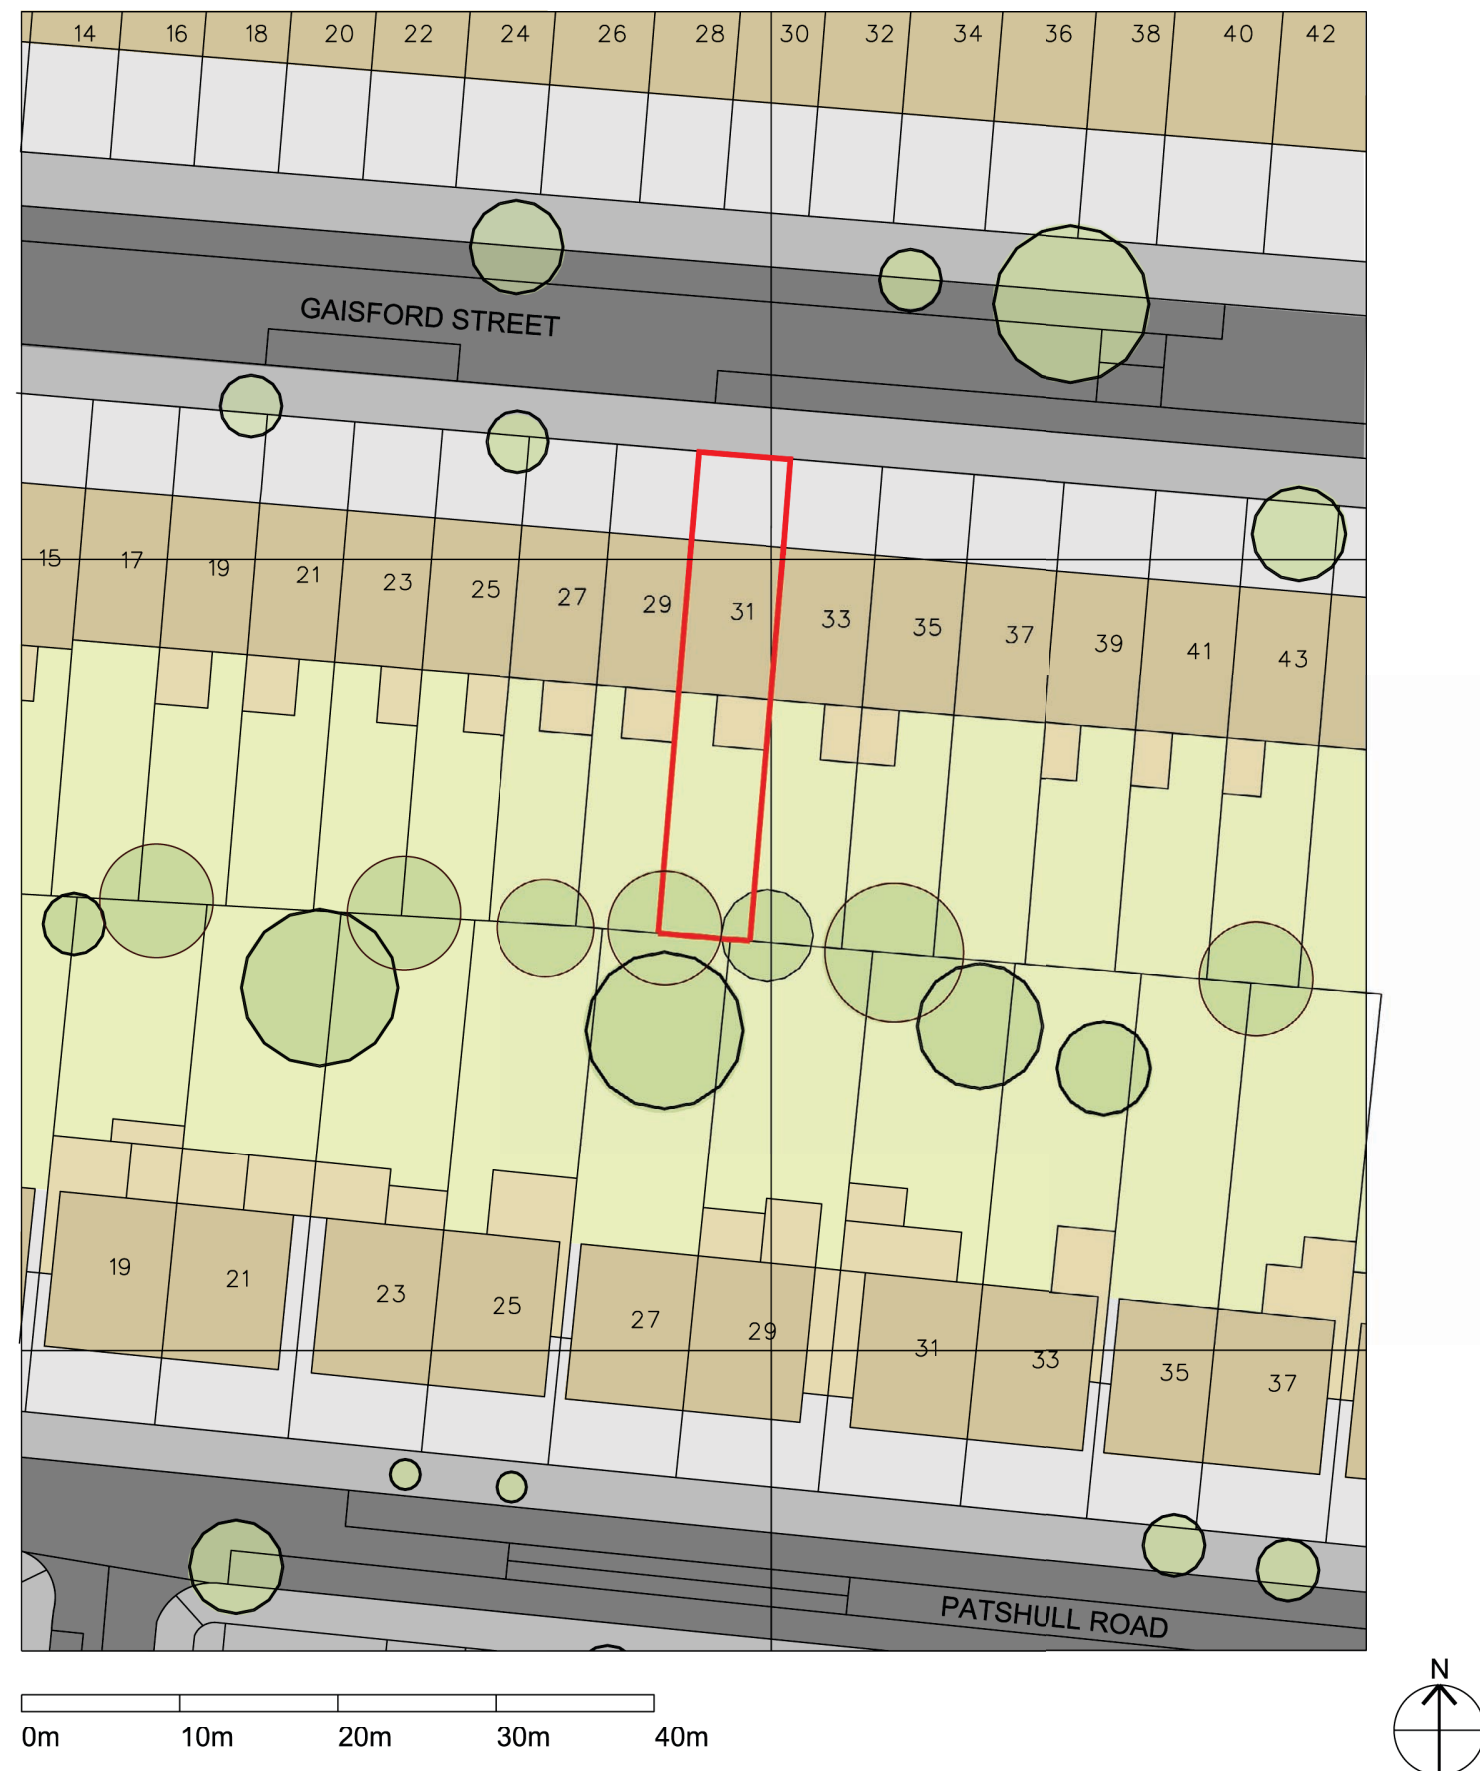 14 16 18 20 22 24 26 28 30 32 34 36 38 40 42
GAISFORD STREET
15 17 19 21 23 25 27 29 31 33 35 37 39 41 43
19 21 23 25 27 29 31 33 35 37
PATSHULL ROAD
N
0m 10m 20m 30m 40m